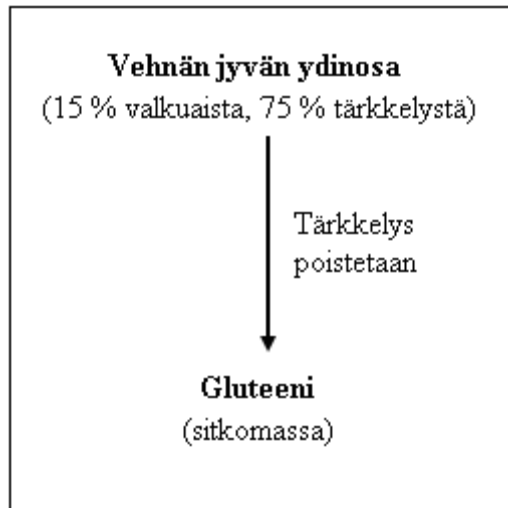 Vehnän jyvän ydinosa
(15 % valkuaista, 75 % tärkkelystä)
Tärkkelys
poistetaan
Gluteeni
(sitkomassa)